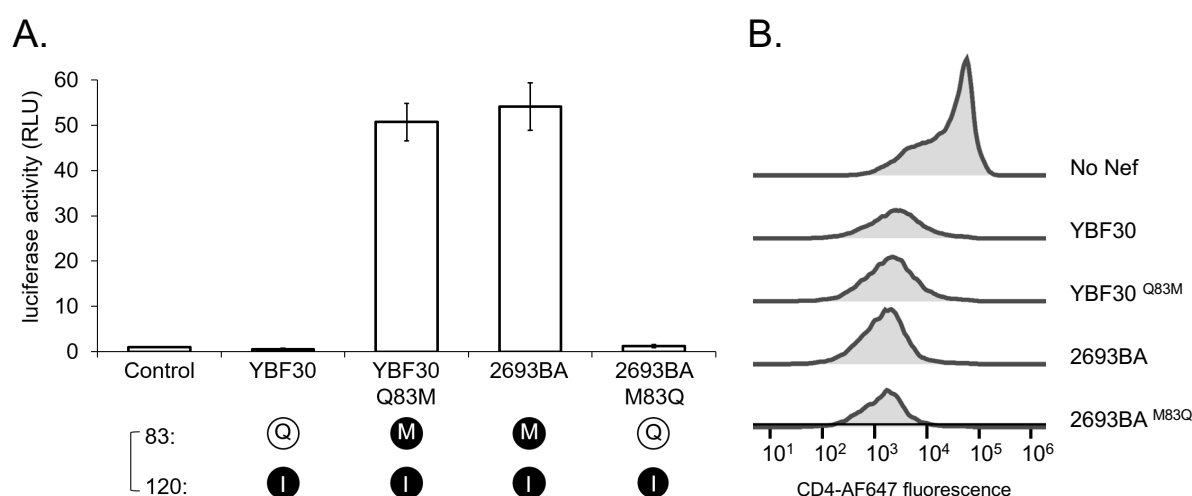 A.
luciferase activity (RLU)
60
50
40
30
20
10
0
Control
YBF30
YBF30
Q83M
2693BA
2693BA
M83Q
83: Q M M Q
120: I I I I
B.
No Nef
YBF30
YBF30 Q83M
2693BA
2693BA M83Q
10¹ 10² 10³ 10⁴ 10⁵ 10⁶
CD4-AF647 fluorescence